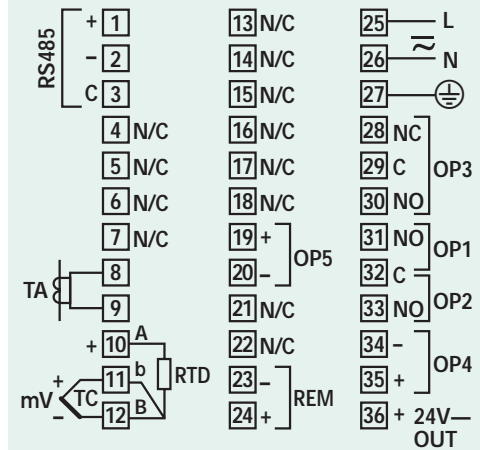 RS485
+ 1
– 2
C 3
4 N/C
5 N/C
6 N/C
7 N/C
TA
8
9
+ 10 A
mV + TC 11 b RTD
– 12 B
13 N/C
14 N/C
15 N/C
16 N/C
17 N/C
18 N/C
19 +
20 –
OP5
21 N/C
22 N/C
23 –
24 +
REM
25 L
26 N
27
28 NC
29 C
30 NO
OP3
31 NO
OP1
32 C
33 NO
OP2
34 –
35 +
OP4
36 + 24V—
OUT